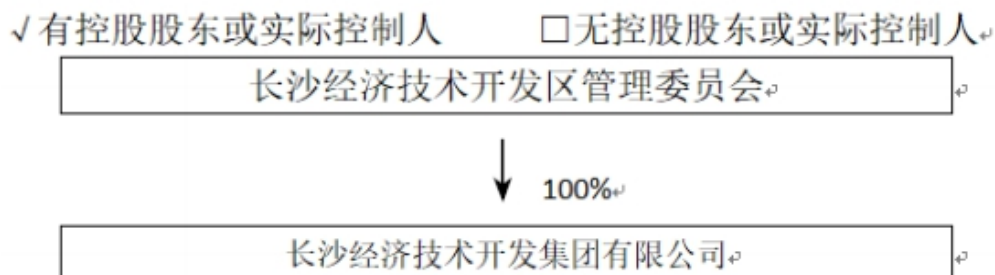 √有控股股东或实际控制人 □无控股股东或实际控制人
长沙经济技术开发区管理委员会
100%
长沙经济技术开发集团有限公司